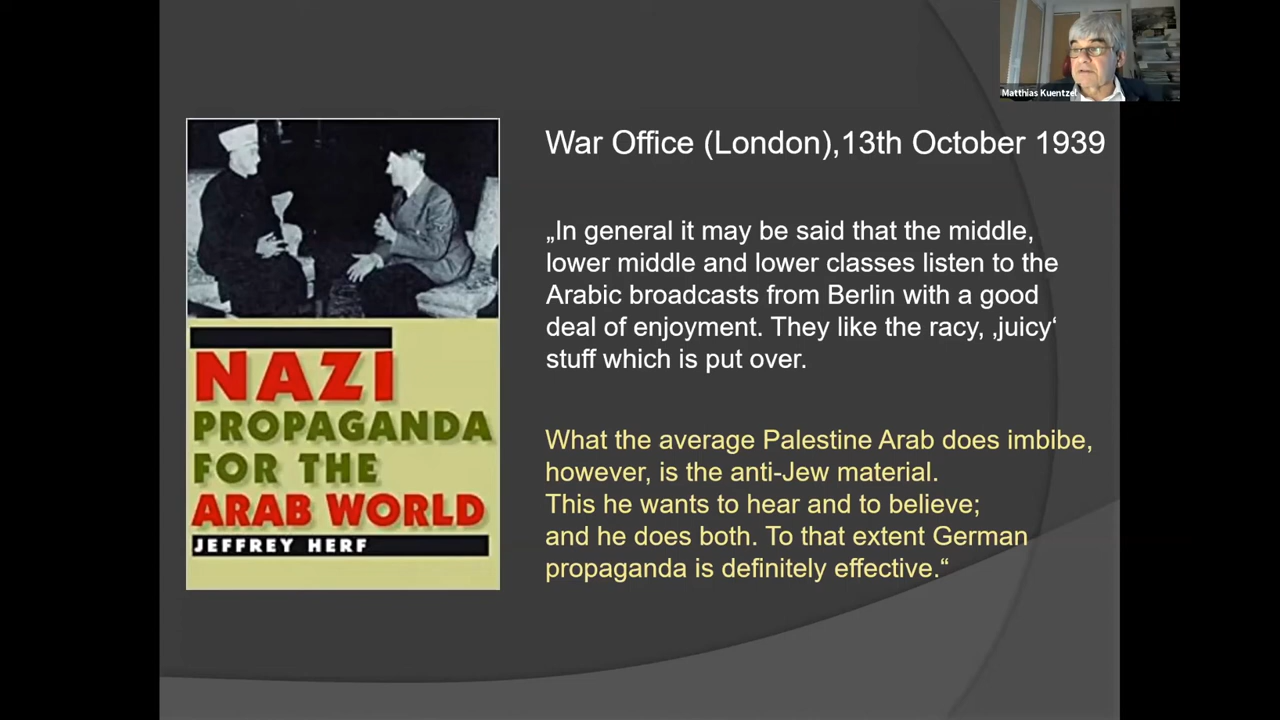 Matthias Kuentzel
War Office (London),13th October 1939
„In general it may be said that the middle,
lower middle and lower classes listen to the
Arabic broadcasts from Berlin with a good
deal of enjoyment. They like the racy, ‚juicy‘
stuff which is put over.
What the average Palestine Arab does imbibe,
however, is the anti-Jew material.
This he wants to hear and to believe;
and he does both. To that extent German
propaganda is definitely effective.“
NAZI
PROPAGANDA
FOR THE
ARAB WORLD
JEFFREY HERF